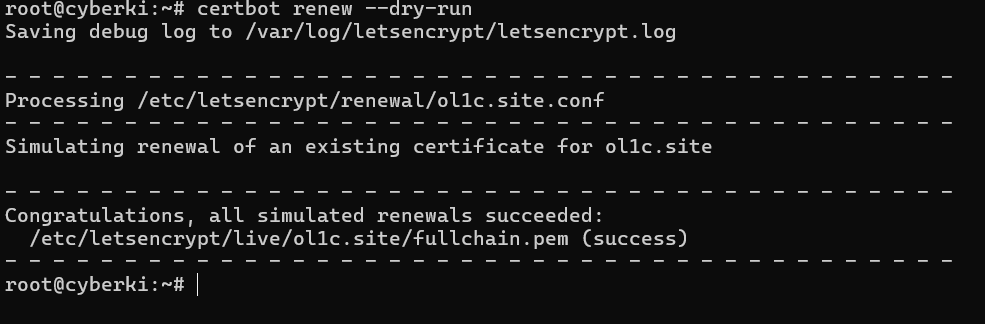 root@cyberki:~# certbot renew --dry-run
Saving debug log to /var/log/letsencrypt/letsencrypt.log
- - - - - - - - - - - - - - - - - - - - - - - - - - - - - - - - - - - - - - - -
Processing /etc/letsencrypt/renewal/ol1c.site.conf
- - - - - - - - - - - - - - - - - - - - - - - - - - - - - - - - - - - - - - - -
Simulating renewal of an existing certificate for ol1c.site
- - - - - - - - - - - - - - - - - - - - - - - - - - - - - - - - - - - - - - - -
Congratulations, all simulated renewals succeeded:
  /etc/letsencrypt/live/ol1c.site/fullchain.pem (success)
- - - - - - - - - - - - - - - - - - - - - - - - - - - - - - - - - - - - - - - -
root@cyberki:~#